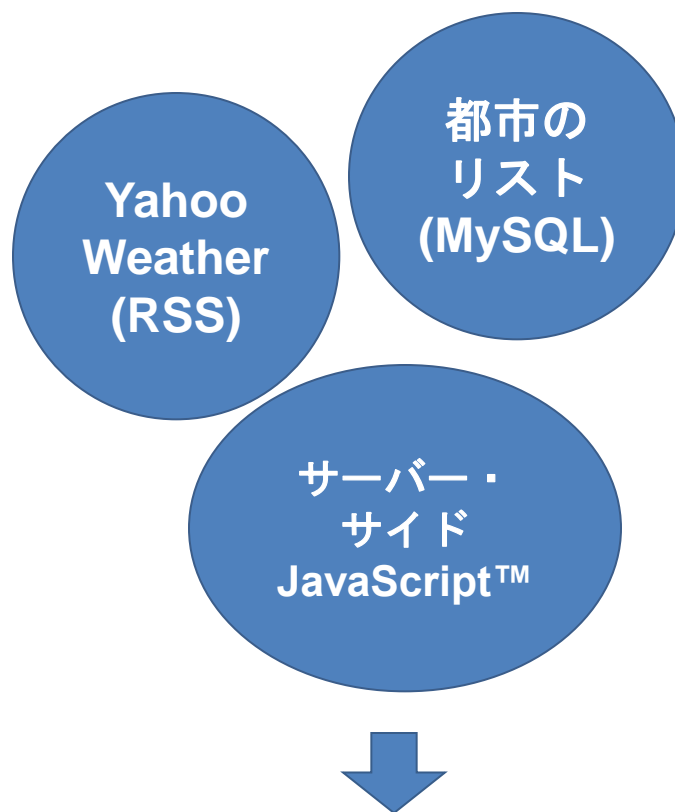 Yahoo
Weather
(RSS)
都市の
リスト
(MySQL)
サーバー・
サイド
JavaScript™